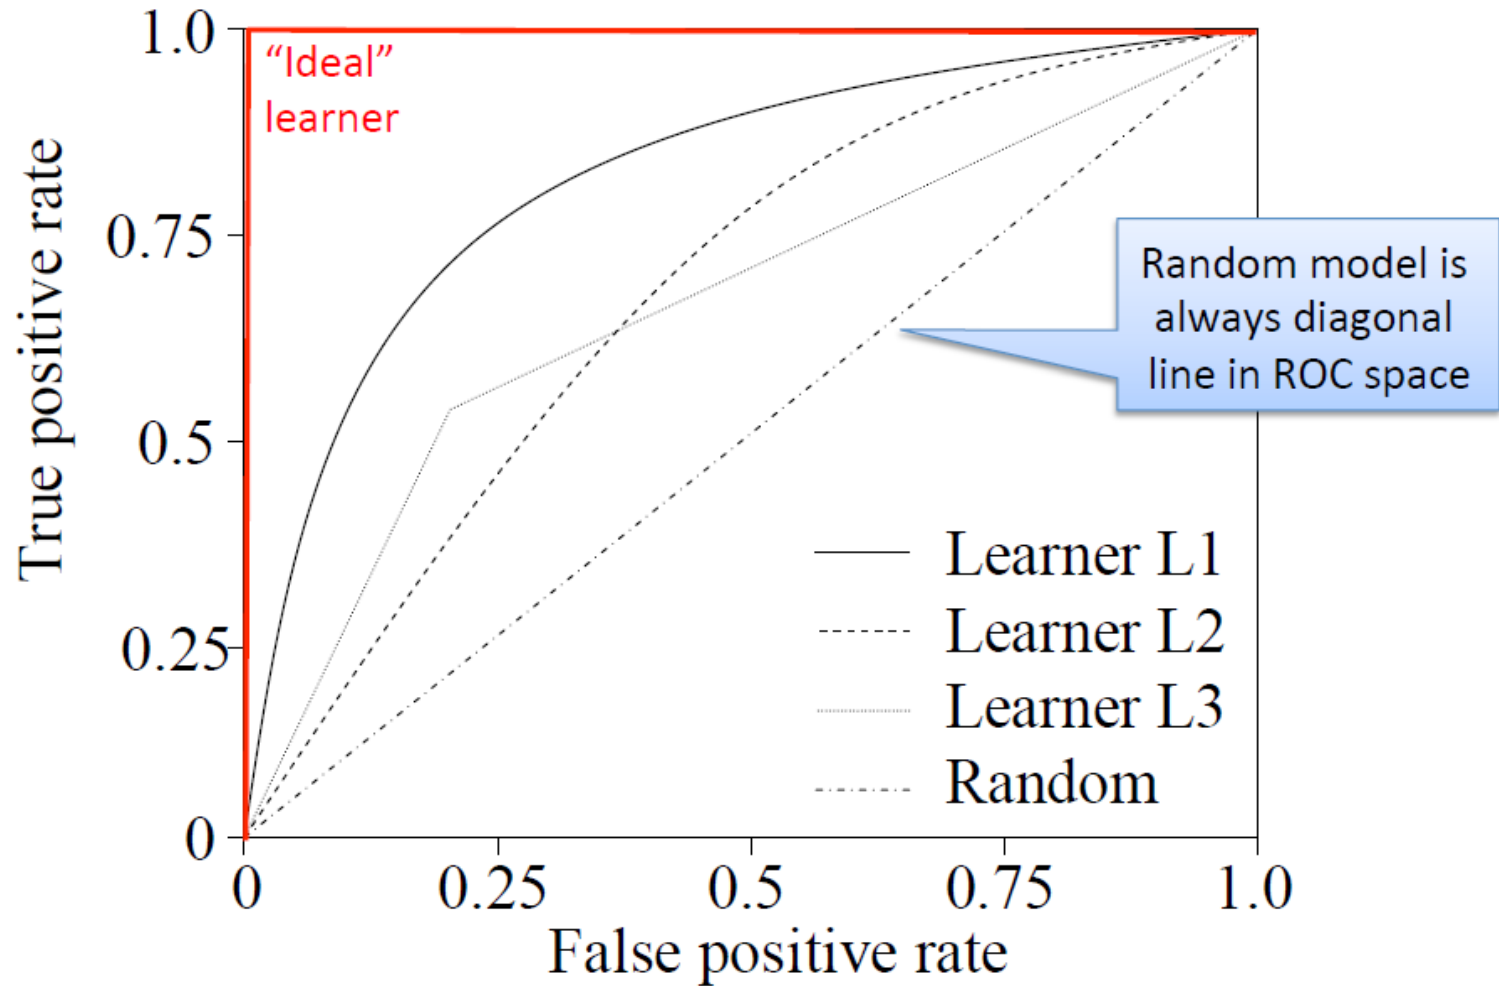 1.0
“Ideal”
learner
0.75
0.5
0.25
0
True positive rate
Random model is
always diagonal
line in ROC space
Learner L1
Learner L2
Learner L3
Random
0 0.25 0.5 0.75 1.0
False positive rate